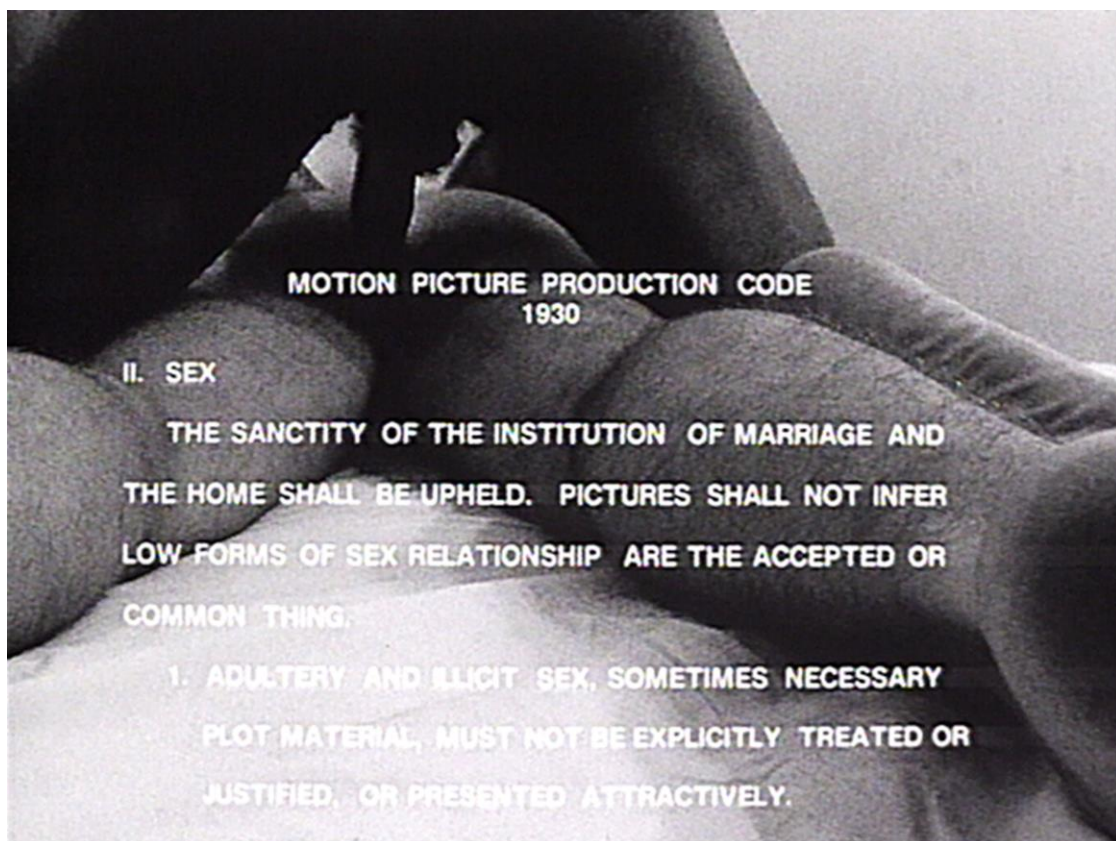 MOTION PICTURE PRODUCTION CODE
1930
II. SEX
THE SANCTITY OF THE INSTITUTION OF MARRIAGE AND
THE HOME SHALL BE UPHELD. PICTURES SHALL NOT INFER
LOW FORMS OF SEX RELATIONSHIP ARE THE ACCEPTED OR
COMMON THING.
1. ADULTERY AND ILLICIT SEX, SOMETIMES NECESSARY
PLOT MATERIAL, MUST NOT BE EXPLICITLY TREATED OR
JUSTIFIED, OR PRESENTED ATTRACTIVELY.